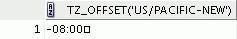 TZ_OFFSET('US/PACIFIC-NEW')
1 -08:00